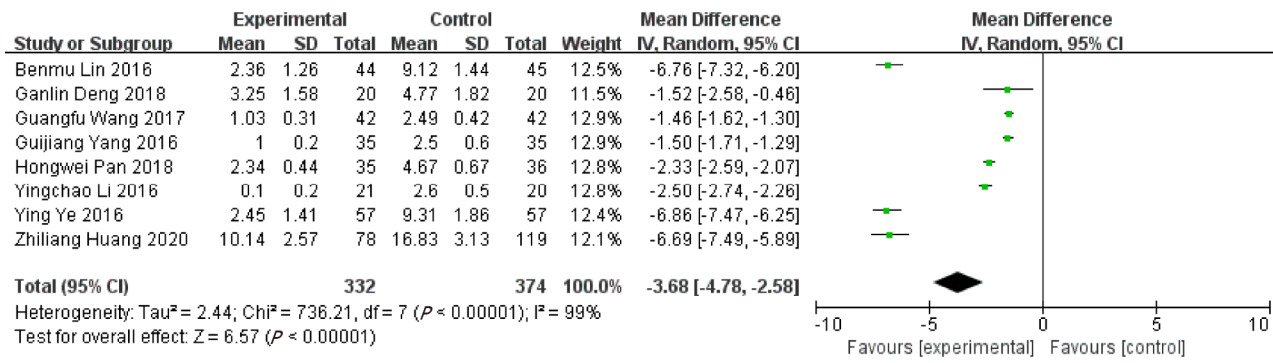 Experimental Control Mean Difference Mean Difference
Study or Subgroup Mean SD Total Mean SD Total Weight IV, Random, 95% CI IV, Random, 95% CI
Benmu Lin 2016 2.36 1.26 44 9.12 1.44 45 12.5% -6.76 [-7.32, -6.20]
Ganlin Deng 2018 3.25 1.58 20 4.77 1.82 20 11.5% -1.52 [-2.58, -0.46]
Guangfu Wang 2017 1.03 0.31 42 2.49 0.42 42 12.9% -1.46 [-1.62, -1.30]
Guijiang Yang 2016 1 0.2 35 2.5 0.6 35 12.9% -1.50 [-1.71, -1.29]
Hongwei Pan 2018 2.34 0.44 35 4.67 0.67 36 12.8% -2.33 [-2.59, -2.07]
Yingchao Li 2016 0.1 0.2 21 2.6 0.5 20 12.8% -2.50 [-2.74, -2.26]
Ying Ye 2016 2.45 1.41 57 9.31 1.86 57 12.4% -6.86 [-7.47, -6.25]
Zhiliang Huang 2020 10.14 2.57 78 16.83 3.13 119 12.1% -6.69 [-7.49, -5.89]
Total (95% CI) 332 374 100.0% -3.68 [-4.78, -2.58]
Heterogeneity: Tau² = 2.44; Chi² = 736.21, df = 7 (P < 0.00001); I² = 99%
Test for overall effect: Z = 6.57 (P < 0.00001)
-10 -5 0 5 10
Favours [experimental] Favours [control]